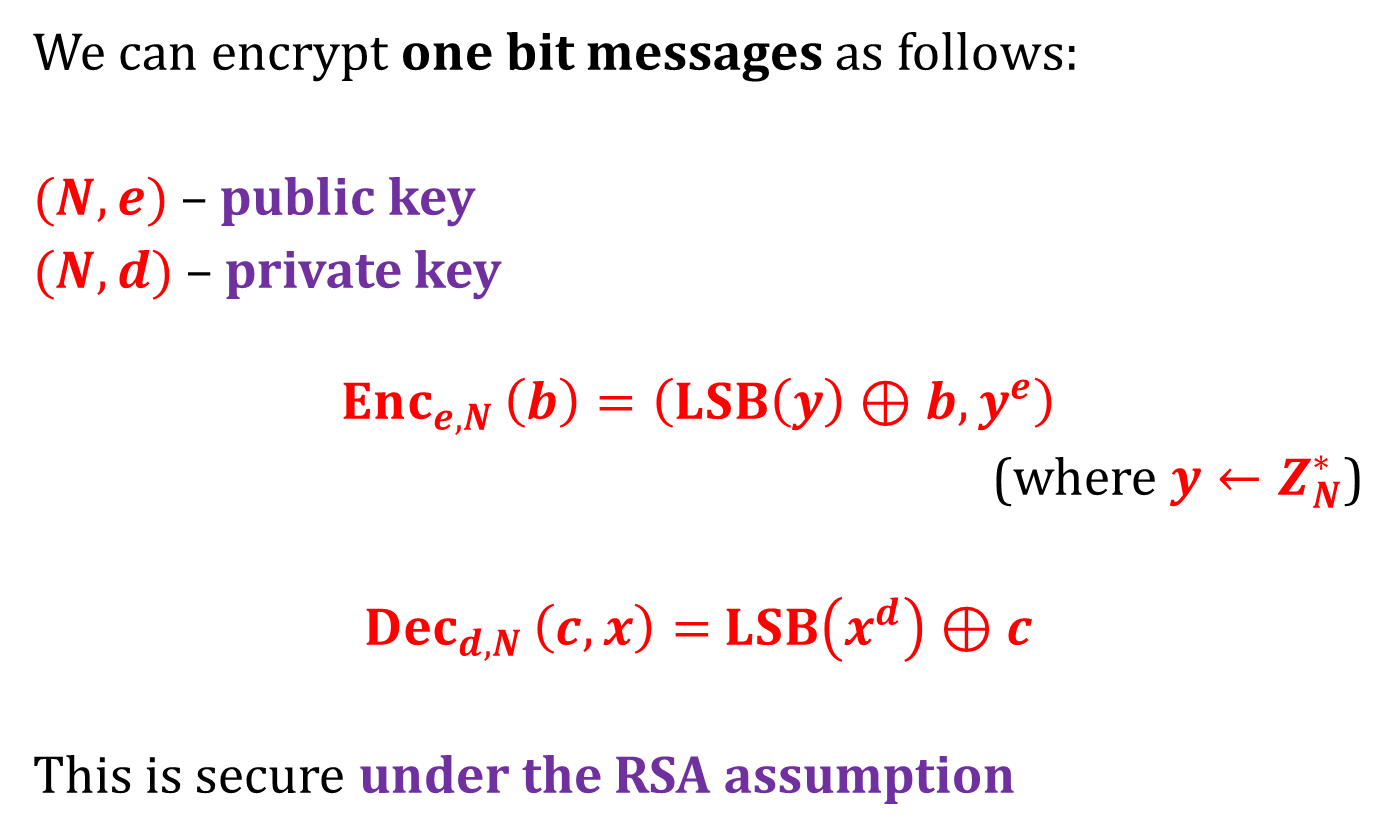 We can encrypt one bit messages as follows:
(N, e) – public key
(N, d) – private key
Enc_{e,N} (b) = (LSB(y) ⊕ b, y^e)
(where y ← Z_N^*)
Dec_{d,N} (c, x) = LSB(x^d) ⊕ c
This is secure under the RSA assumption